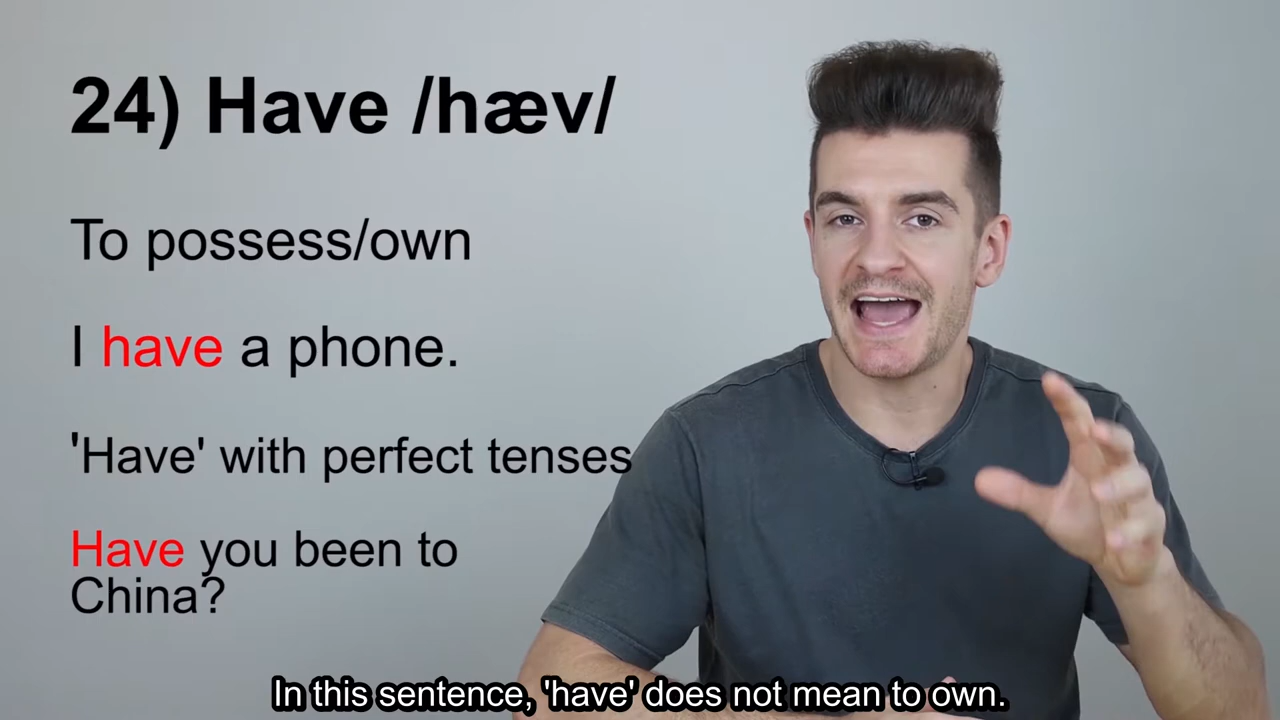 24) Have /hæv/
To possess/own
I have a phone.
'Have' with perfect tenses
Have you been to
China?
In this sentence, 'have' does not mean to own.